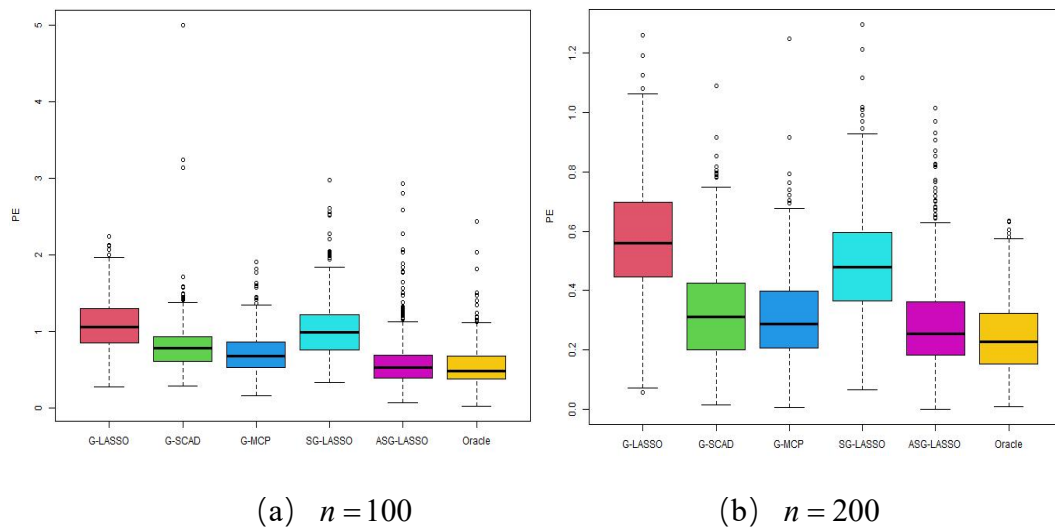 PE
5
4
3
2
1
0
G-LASSO G-SCAD G-MCP SG-LASSO ASG-LASSO Oracle
PE
1.2
1.0
0.8
0.6
0.4
0.2
0.0
G-LASSO G-SCAD G-MCP SG-LASSO ASG-LASSO Oracle
(a) n = 100
(b) n = 200